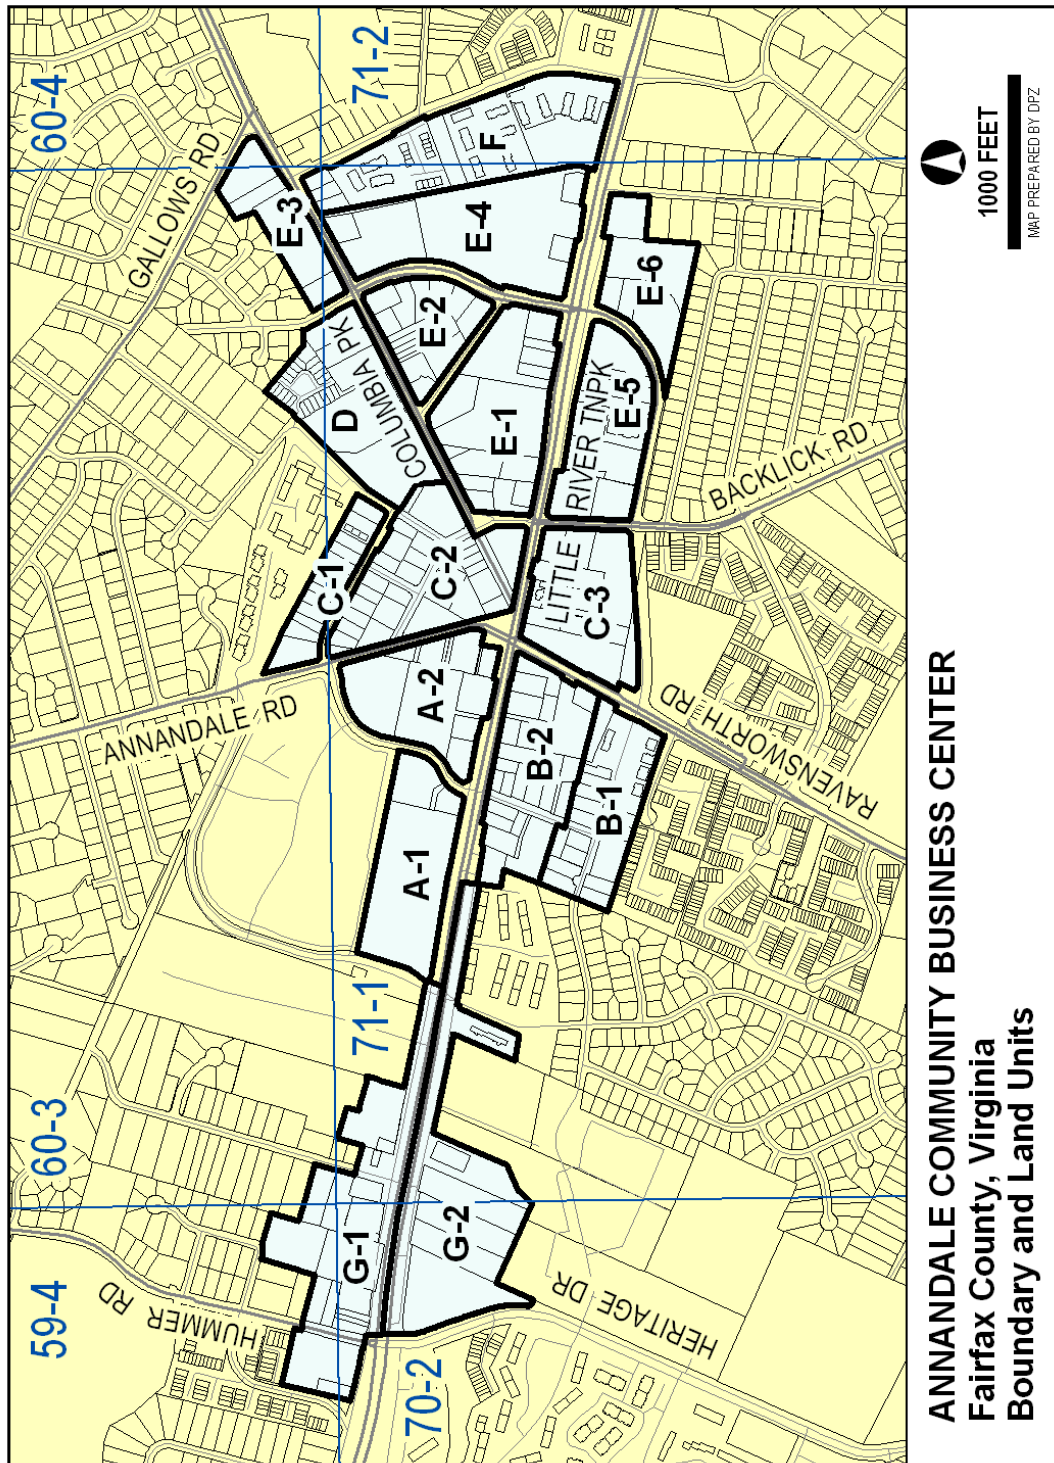 59-4
60-3
60-4
HUMMER RD
GALLOWS RD
ANNANDALE RD
71-1
71-2
70-2
G-1
G-2
A-1
A-2
B-1
B-2
C-1
C-2
C-3
D
COLUMBIA PK
E-1
E-2
E-3
E-4
E-5
E-6
F
LITTLE RIVER TNPK
HERITAGE DR
RAVENSWORTH RD
BACKLICK RD
ANNANDALE COMMUNITY BUSINESS CENTER
Fairfax County, Virginia
Boundary and Land Units
1000 FEET
MAP PREPARED BY DPZ